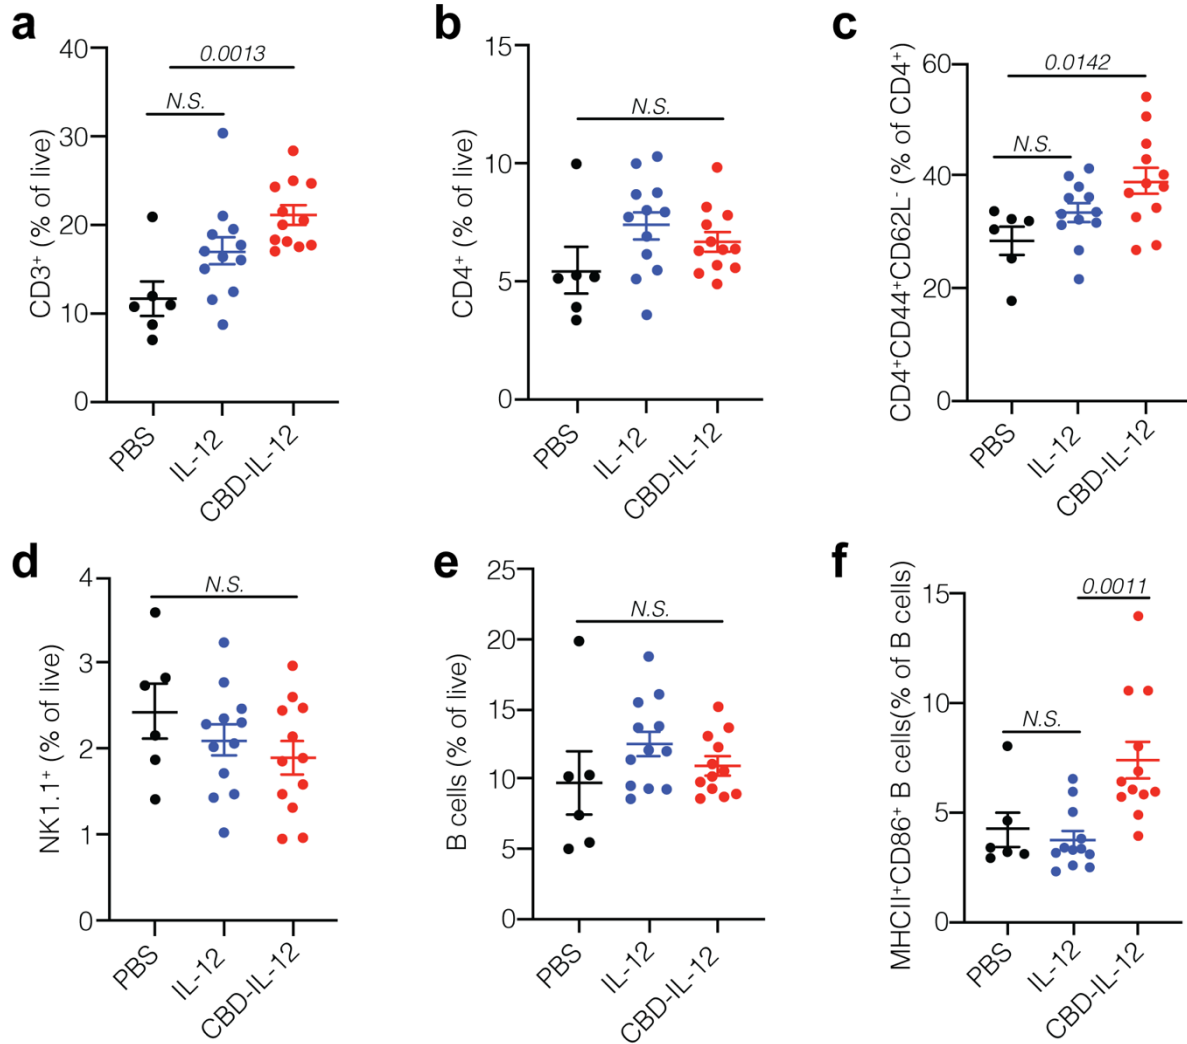 a
40
30
20
10
0
CD3⁺ (% of live)
0.0013
N.S.
PBS
IL-12
CBD-IL-12
b
15
10
5
0
CD4⁺ (% of live)
N.S.
PBS
IL-12
CBD-IL-12
c
60
40
20
0
CD4⁺CD44⁺CD62L⁻ (% of CD4⁺)
0.0142
N.S.
PBS
IL-12
CBD-IL-12
d
4
3
2
1
0
NK1.1⁺ (% of live)
N.S.
PBS
IL-12
CBD-IL-12
e
25
20
15
10
5
0
B cells (% of live)
N.S.
PBS
IL-12
CBD-IL-12
f
15
10
5
0
MHCII⁺CD86⁺ B cells(% of B cells)
0.0011
N.S.
PBS
IL-12
CBD-IL-12